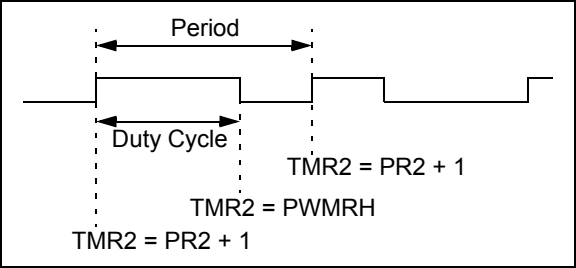 Period
Duty Cycle
TMR2 = PR2 + 1
TMR2 = PWMRH
TMR2 = PR2 + 1